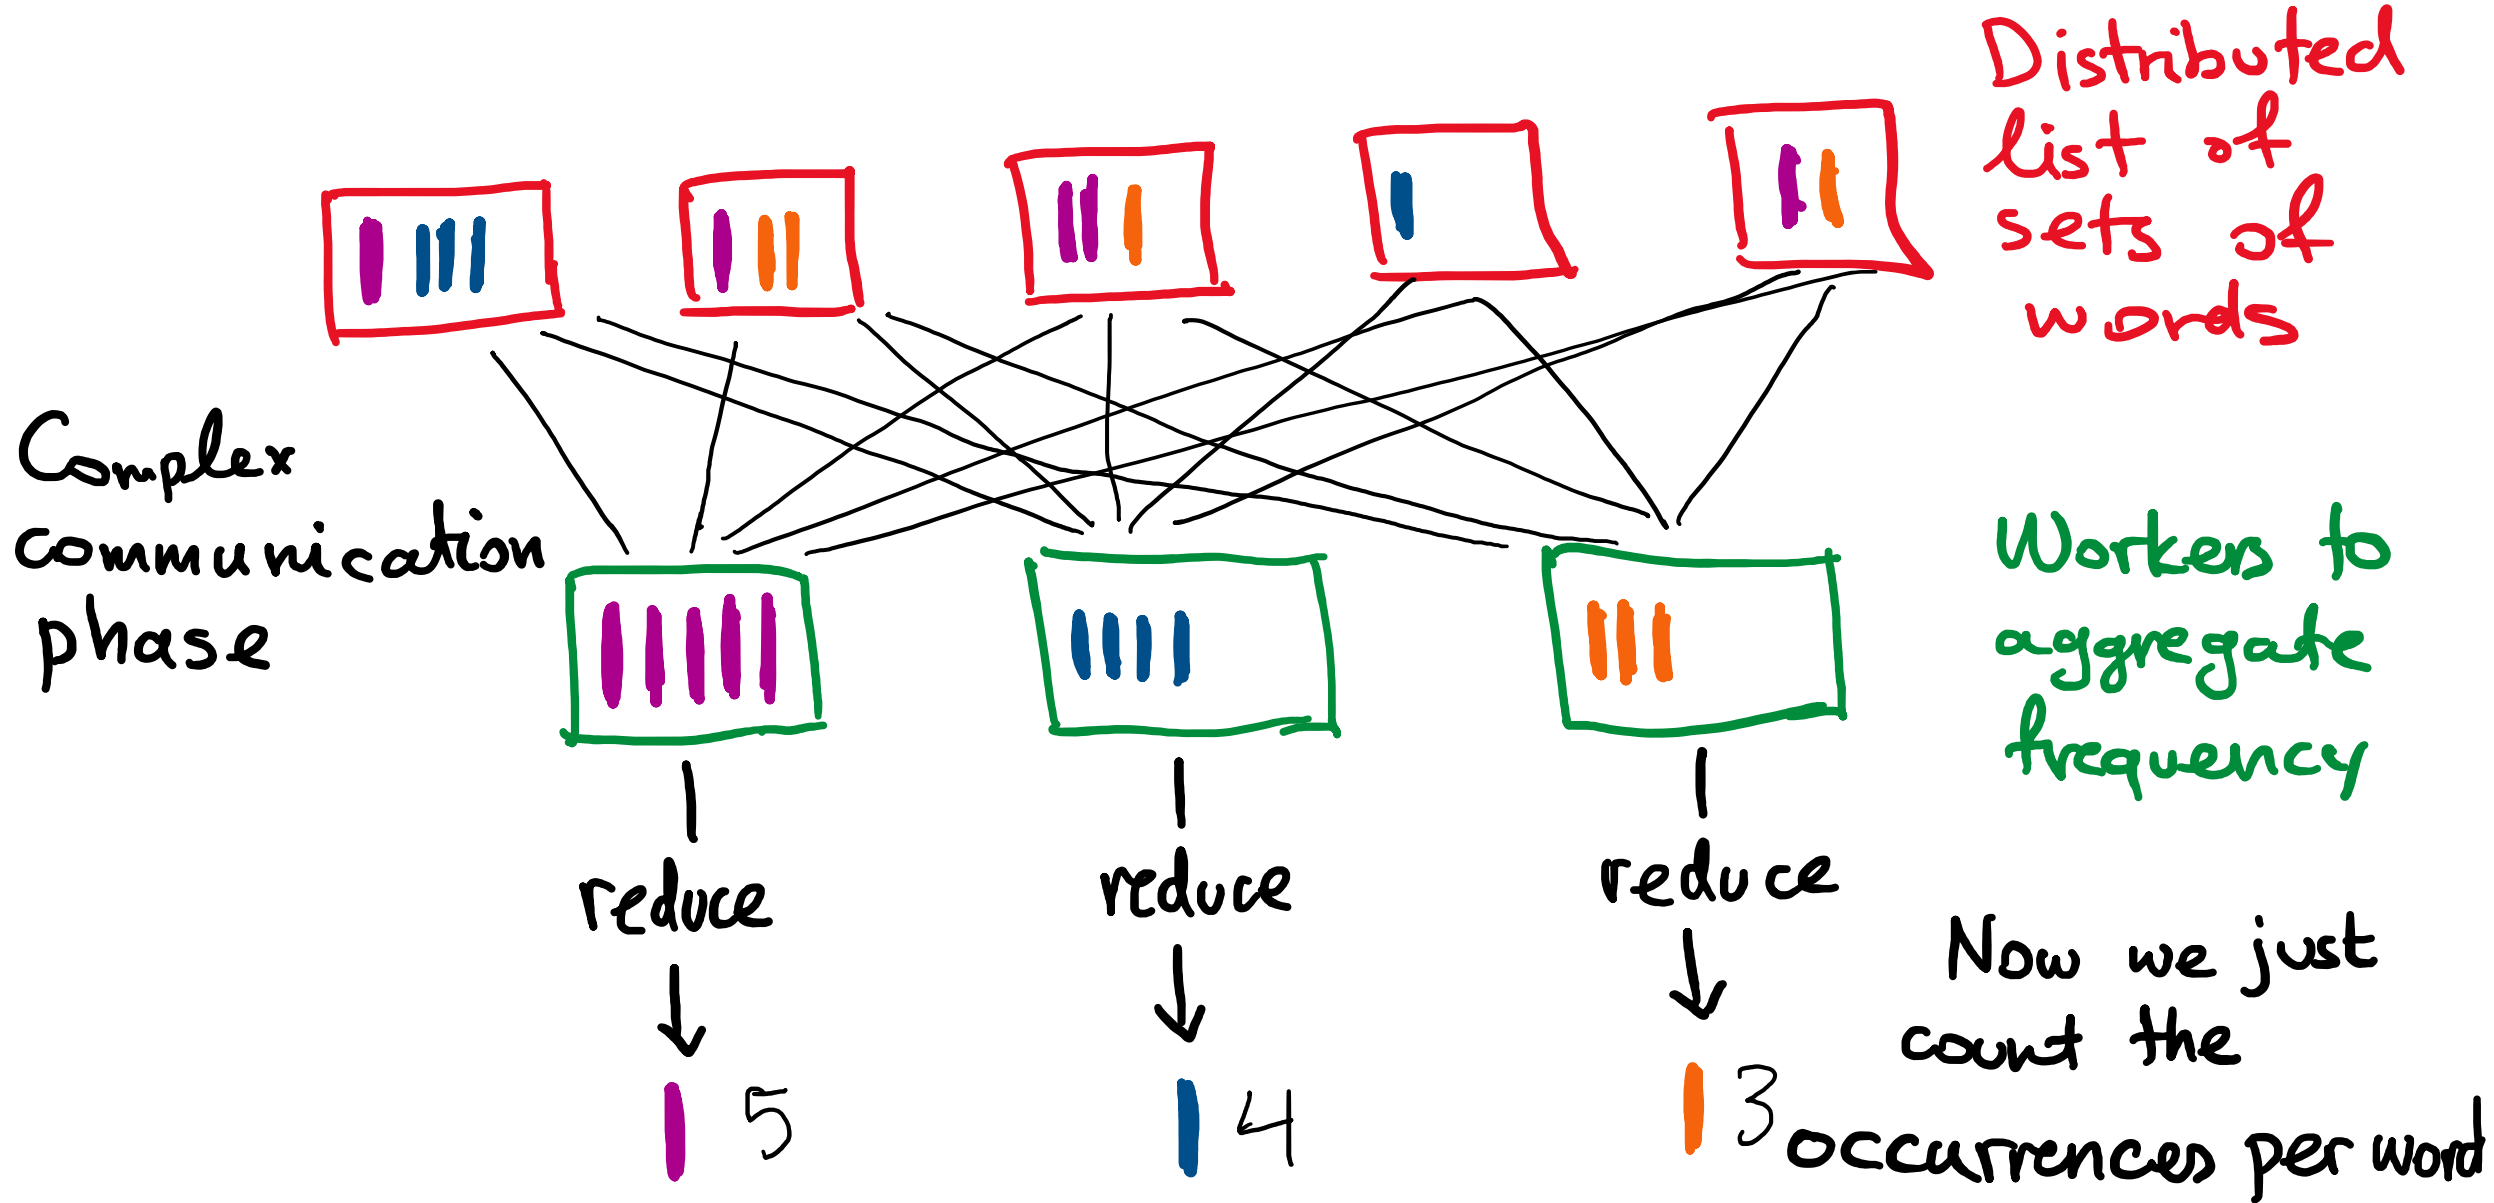 Distributed
list of
sets of
words
Complex
communication
phase
Workers to
aggregate
frequency
reduce
reduce
reduce
Now we just
count the
occurences per word
5
4
3